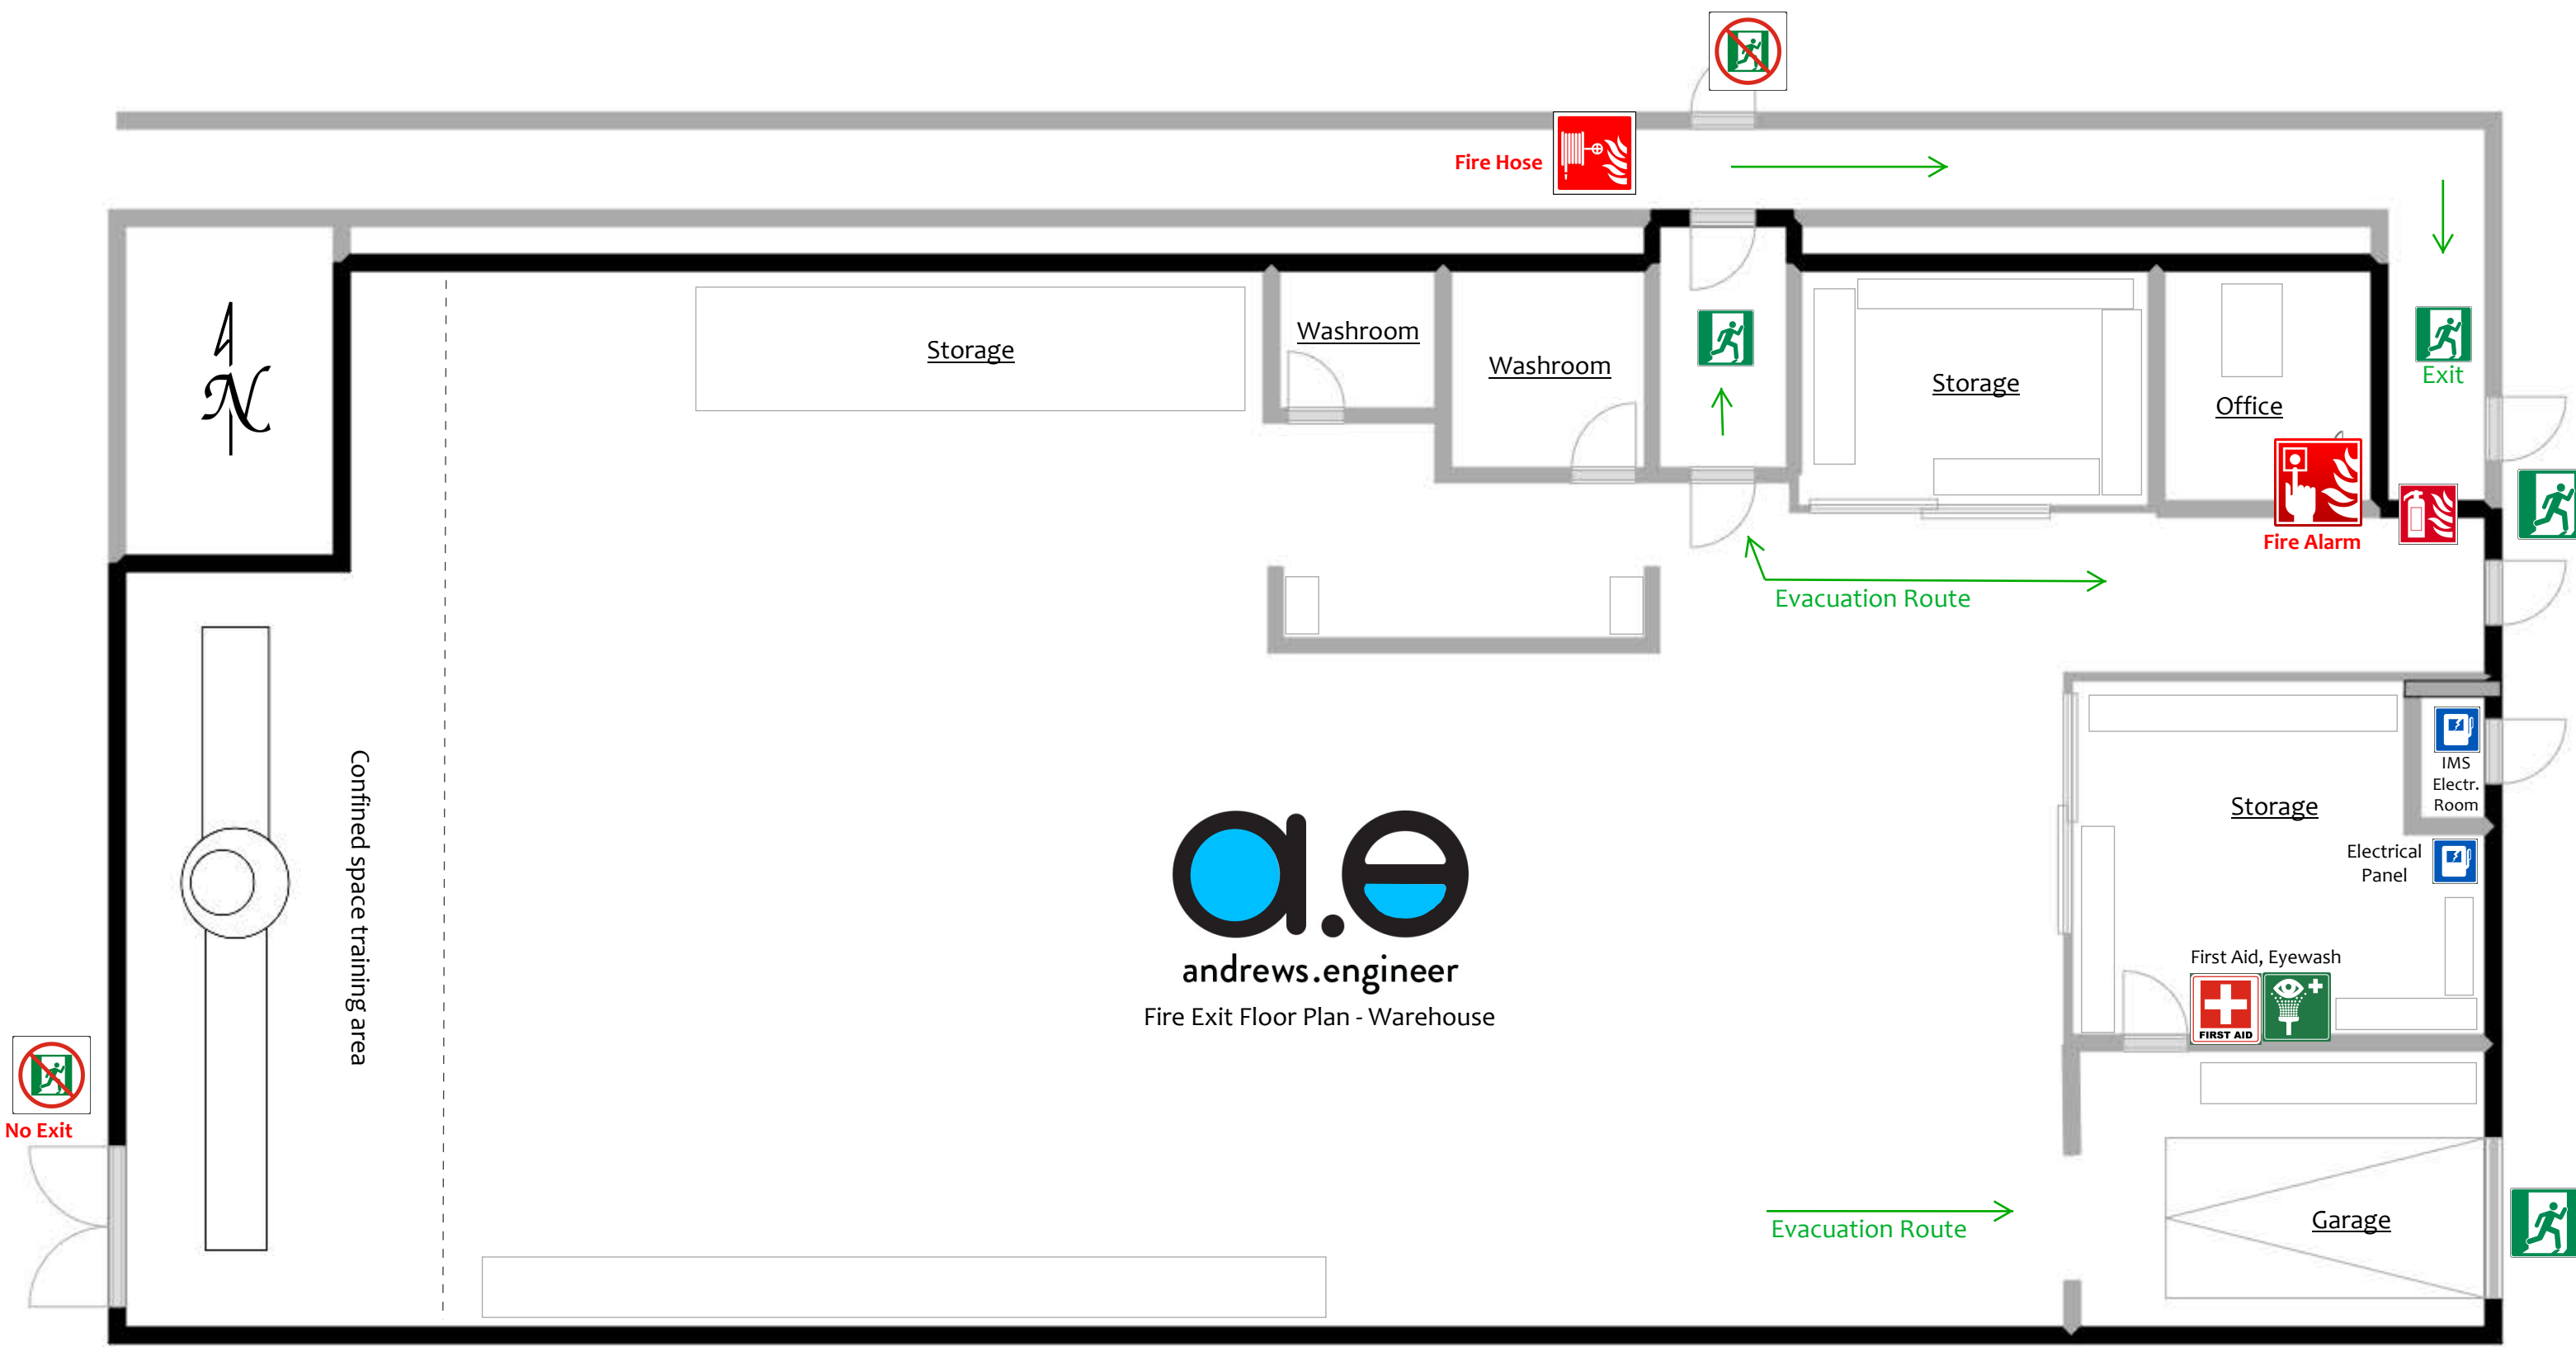 Fire Hose
N
Storage
Washroom
Washroom
Storage
Office
Exit
Fire Alarm
Evacuation Route
Confined space training area
IMS
Electr.
Room
Storage
Electrical
Panel
a.e
andrews.engineer
Fire Exit Floor Plan - Warehouse
First Aid, Eyewash
FIRST AID
No Exit
Evacuation Route
Garage